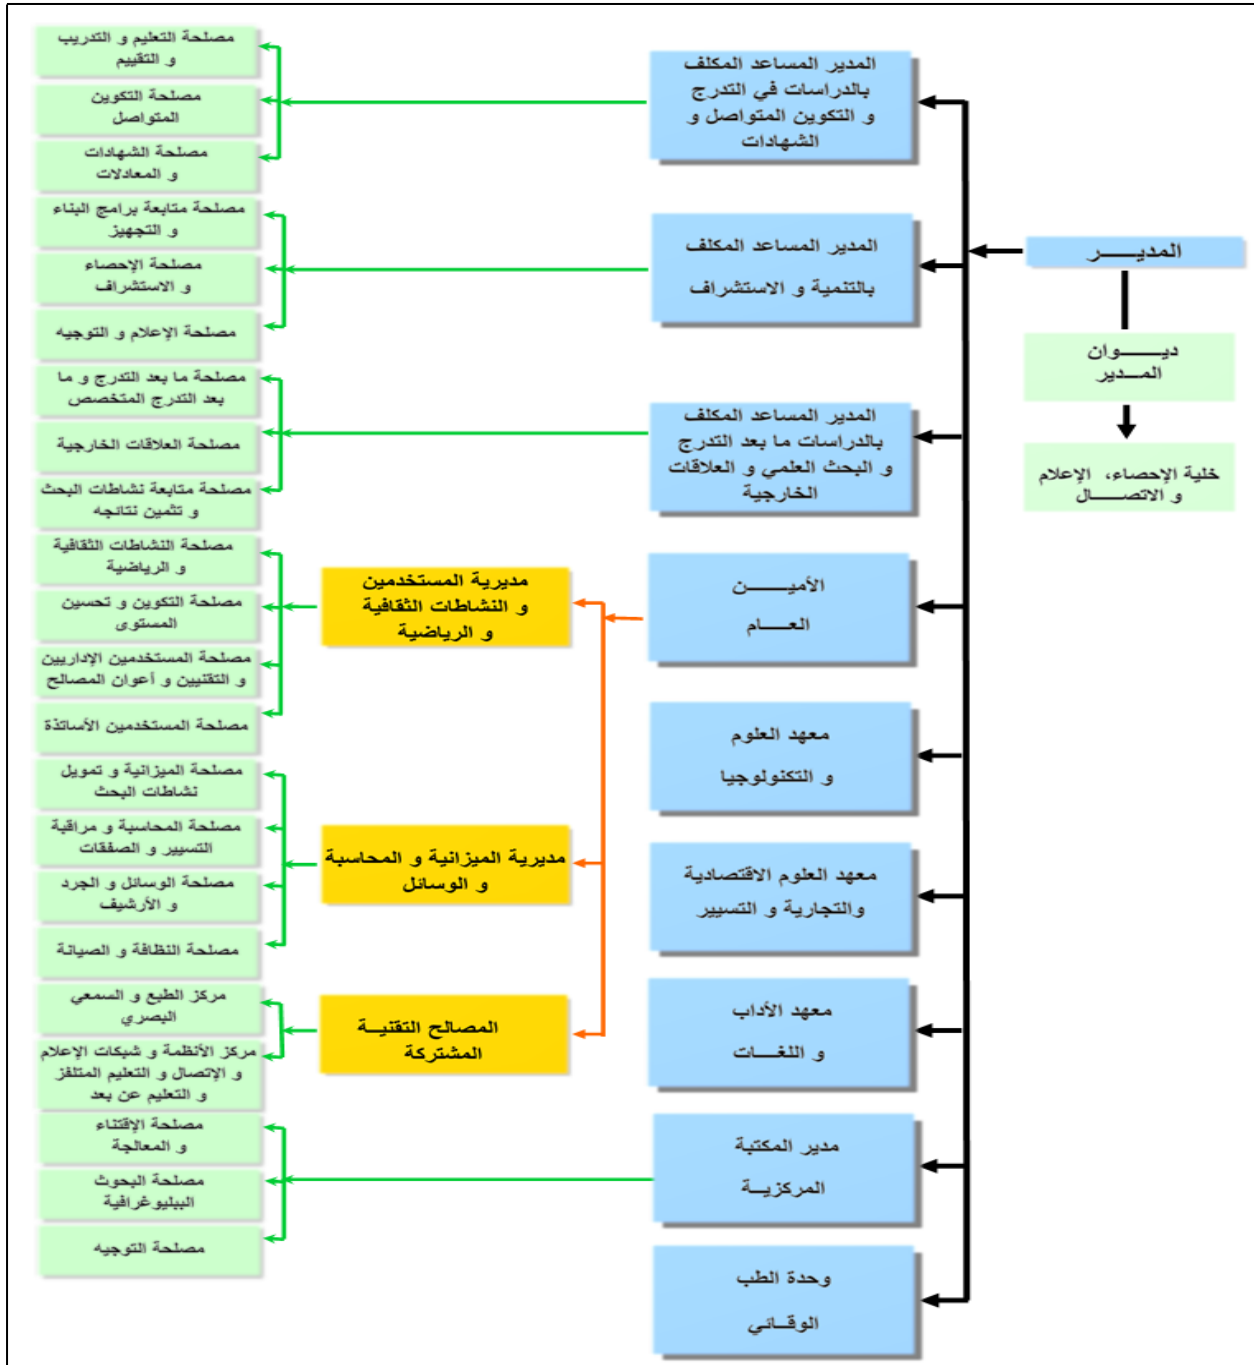 المديــــــر
ديـــــــوان
المـــدير
خلية الإحصاء، الإعلام
و الاتصـــــال
المدير المساعد المكلف
بالدراسات في التدرج
و التكوين المتواصل و
الشهادات
مصلحة التعليم و التدريب
و التقييم
مصلحة التكوين
المتواصل
مصلحة الشهادات
و المعادلات
المدير المساعد المكلف
بالتنمية و الاستشراف
مصلحة متابعة برامج البناء
و التجهيز
مصلحة الإحصاء
و الاستشراف
مصلحة الإعلام و التوجيه
المدير المساعد المكلف
بالدراسات ما بعد التدرج
و البحث العلمي و العلاقات
الخارجية
مصلحة ما بعد التدرج و ما
بعد التدرج المتخصص
مصلحة العلاقات الخارجية
مصلحة متابعة نشاطات البحث
و تثمين نتائجه
الأميـــــن
العـــــام
مديرية المستخدمين
و النشاطات الثقافية
و الرياضية
مصلحة النشاطات الثقافية
و الرياضية
مصلحة التكوين و تحسين
المستوى
مصلحة المستخدمين الإداريين
و التقنيين و أعوان المصالح
مصلحة المستخدمين الأساتذة
مديرية الميزانية و المحاسبة
و الوسائل
مصلحة الميزانية و تمويل
نشاطات البحث
مصلحة المحاسبة و مراقبة
التسيير و الصفقات
مصلحة الوسائل و الجرد
و الأرشيف
مصلحة النظافة و الصيانة
المصالح التقنيــة
المشتركة
مركز الطبع و السمعي
البصري
مركز الأنظمة و شبكات الإعلام
و الإتصال و التعليم المتلفز
و التعليم عن بعد
معهد العلوم
و التكنولوجيا
معهد العلوم الاقتصادية
والتجارية و التسيير
معهد الأداب
و اللغــات
مدير المكتبة
المركزيــة
مصلحة الإقتناء
و المعالجة
مصلحة البحوث
الببليوغرافية
مصلحة التوجيه
وحدة الطب
الوقــائي